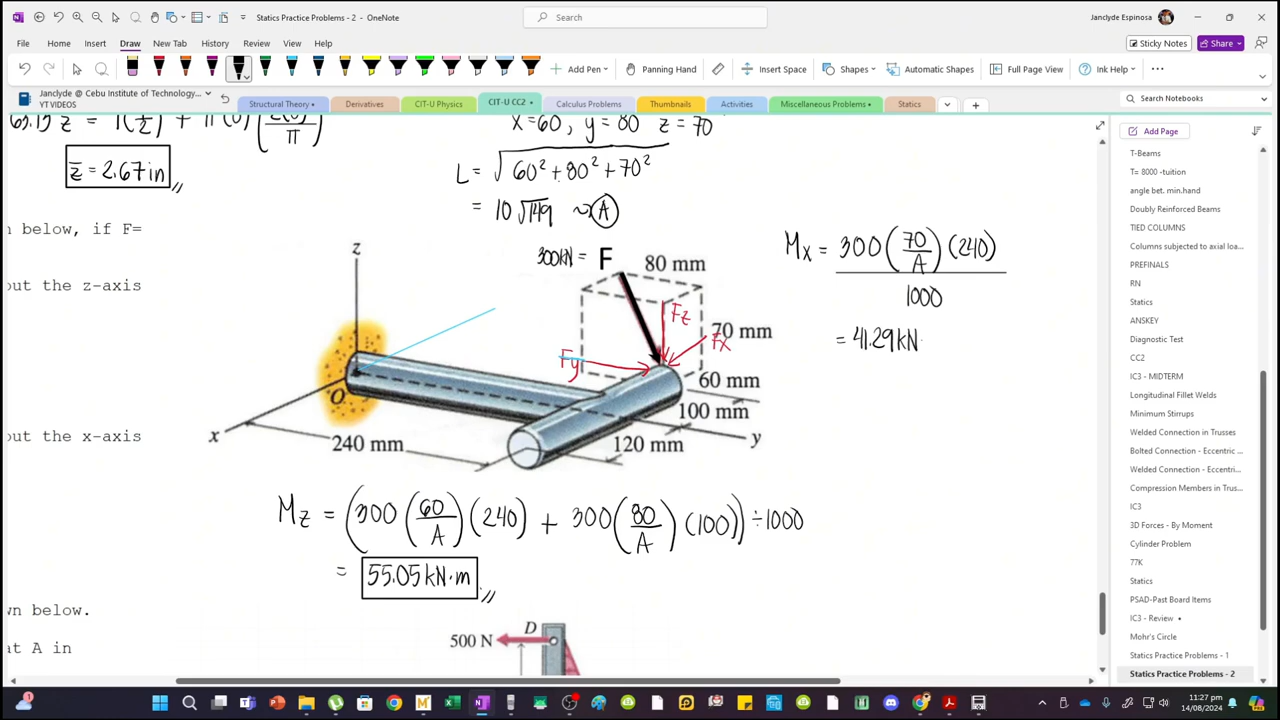 Statics Practice Problems - 2 - OneNote
Search
Janclyde Espinosa
File Home Insert Draw New Tab History Review View Help
Sticky Notes Share
Add Pen Panning Hand Insert Space Shapes Full Page View Ink Help
Janclyde @ Cebu Institute of Technology...
YT VIDEOS
Structural Theory Derivatives CIT-U Physics CIT-U CC2 Calculus Problems Thumbnails Activities Miscellaneous Problems Statics
Search Notebooks
Add Page
T-Beams
T= 8000 -tuition
angle bet. min.hand
Doubly Reinforced Beams
TIED COLUMNS
Columns subjected to axial loa...
PREFINALS
RN
Statics
ANSKEY
Diagnostic Test
CC2
IC3 - MIDTERM
Longitudinal Fillet Welds
Minimum Stirrups
Welded Connection in Trusses
Bolted Connection - Eccentric ...
Welded Connection - Eccentri...
Compression Members in Trus...
IC3
3D Forces - By Moment
Cylinder Problem
77K
Statics
PSAD-Past Board Items
IC3 - Review
Mohr's Circle
Statics Practice Problems - 1
Statics Practice Problems - 2
z̄ = 2.67in
x=60, y=80 z=70
L = √60² + 80² + 70²
= 10√149 ~ A
n below, if F=
out the z-axis
out the x-axis
wn below.
at A in
z
300kN = F
80 mm
Fz
70 mm
Fx
Fy
60 mm
O
100 mm
x
240 mm
120 mm
y
Mx = 300(70/A)(240)
1000
= 41.29kN
Mz = (300(60/A)(240) + 300(80/A)(100)) ÷1000
= 55.05kN·m
D
500 N
11:27 pm
14/08/2024